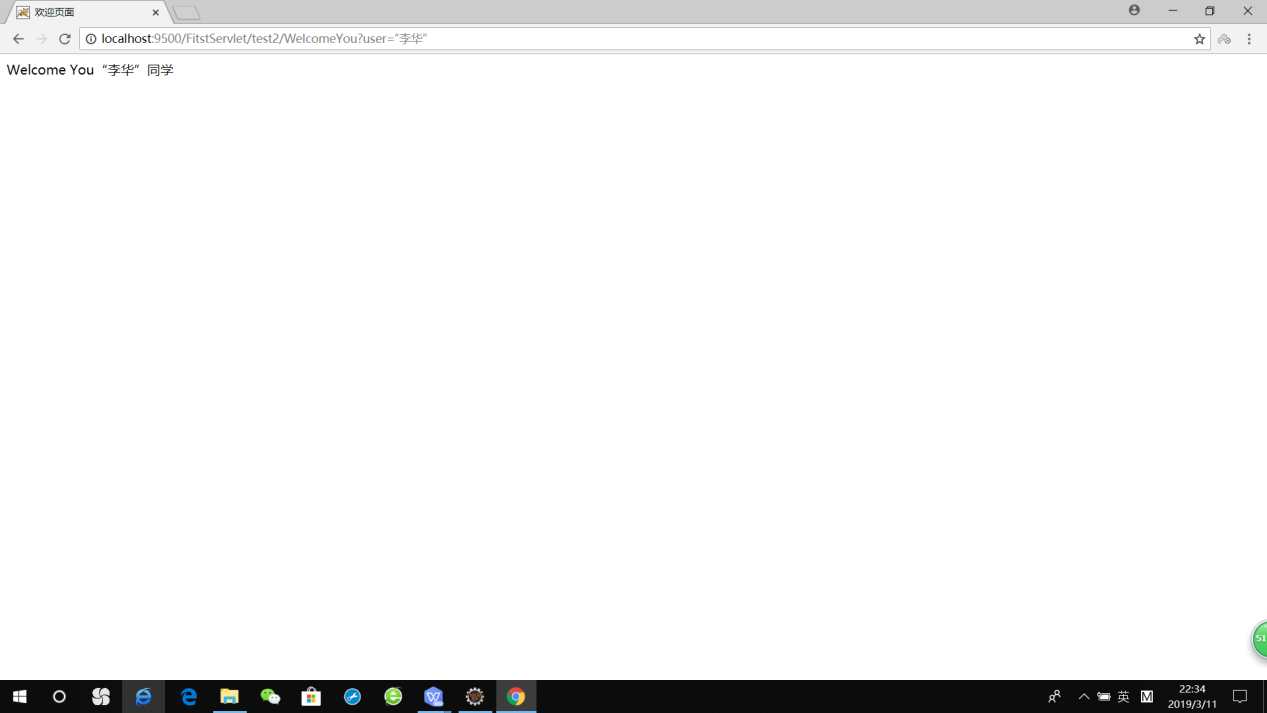 欢迎页面
localhost:9500/FitstServlet/test2/WelcomeYou?user=“李华”
Welcome You“李华”同学
51
英
M
22:34
2019/3/11